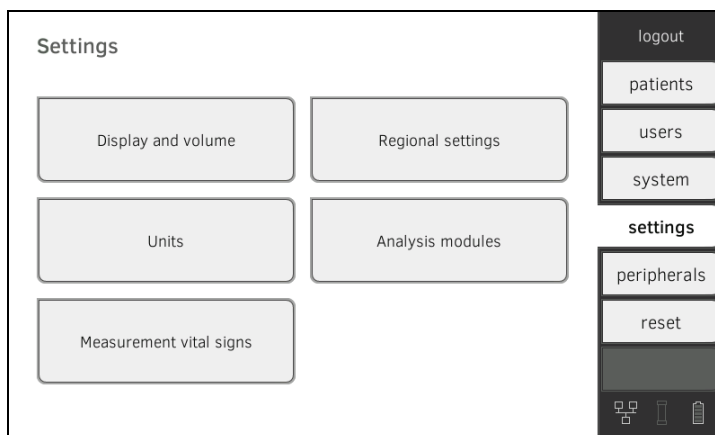 Settings
Display and volume
Regional settings
Units
Analysis modules
Measurement vital signs
logout
patients
users
system
settings
peripherals
reset